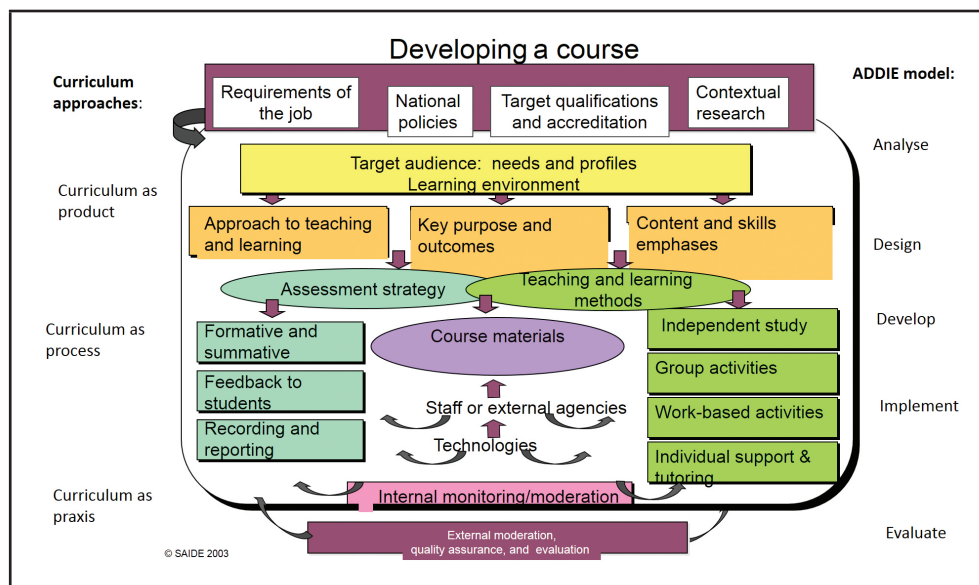 Developing a course
Curriculum
approaches:
ADDIE model:
Requirements of
the job
National
policies
Target qualifications
and accreditation
Contextual
research
Analyse
Target audience: needs and profiles
Learning environment
Curriculum as
product
Approach to teaching
and learning
Key purpose and
outcomes
Content and skills
emphases
Design
Assessment strategy
Teaching and learning
methods
Curriculum as
process
Develop
Formative and
summative
Course materials
Independent study
Feedback to
students
Group activities
Staff or external agencies
Work-based activities
Implement
Recording and
reporting
Technologies
Individual support &
tutoring
Curriculum as
praxis
Internal monitoring/moderation
External moderation,
quality assurance, and evaluation
Evaluate
© SAIDE 2003